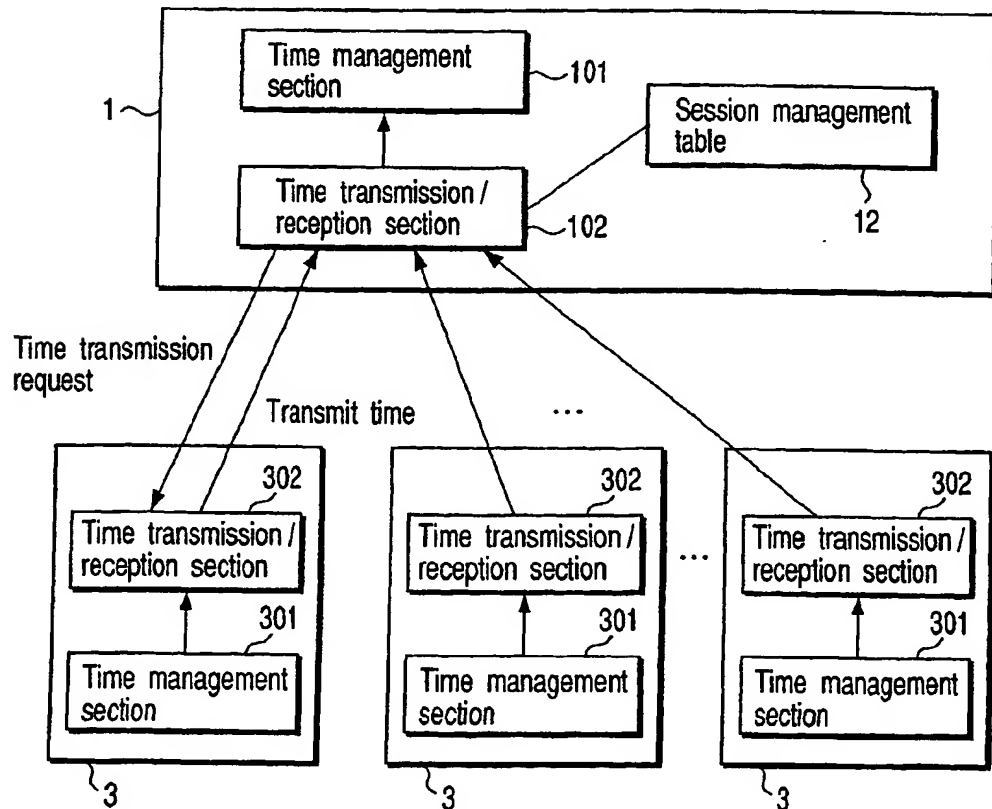 Time management
section
101
1
Session management
table
Time transmission /
reception section
102
12
Time transmission
request
Transmit time
...
302
Time transmission /
reception section
301
Time management
section
3
302
Time transmission /
reception section
301
Time management
section
3
...
302
Time transmission /
reception section
301
Time management
section
3